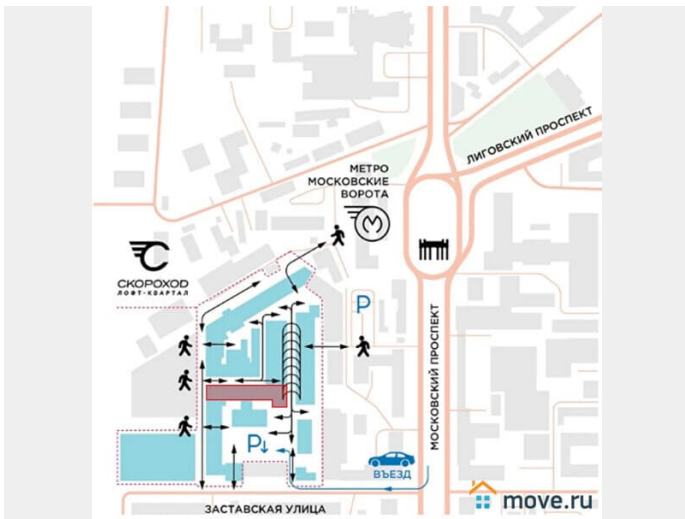 ЛИГОВСКИЙ ПРОСПЕКТ
МЕТРО
МОСКОВСКИЕ
ВОРОТА
М
С
СКОРОХОД
ЛОФТ-КВАРТАЛ
P
МОСКОВСКИЙ ПРОСПЕКТ
P↓
ВЪЕЗД
ЗАСТАВСКАЯ УЛИЦА
move.ru